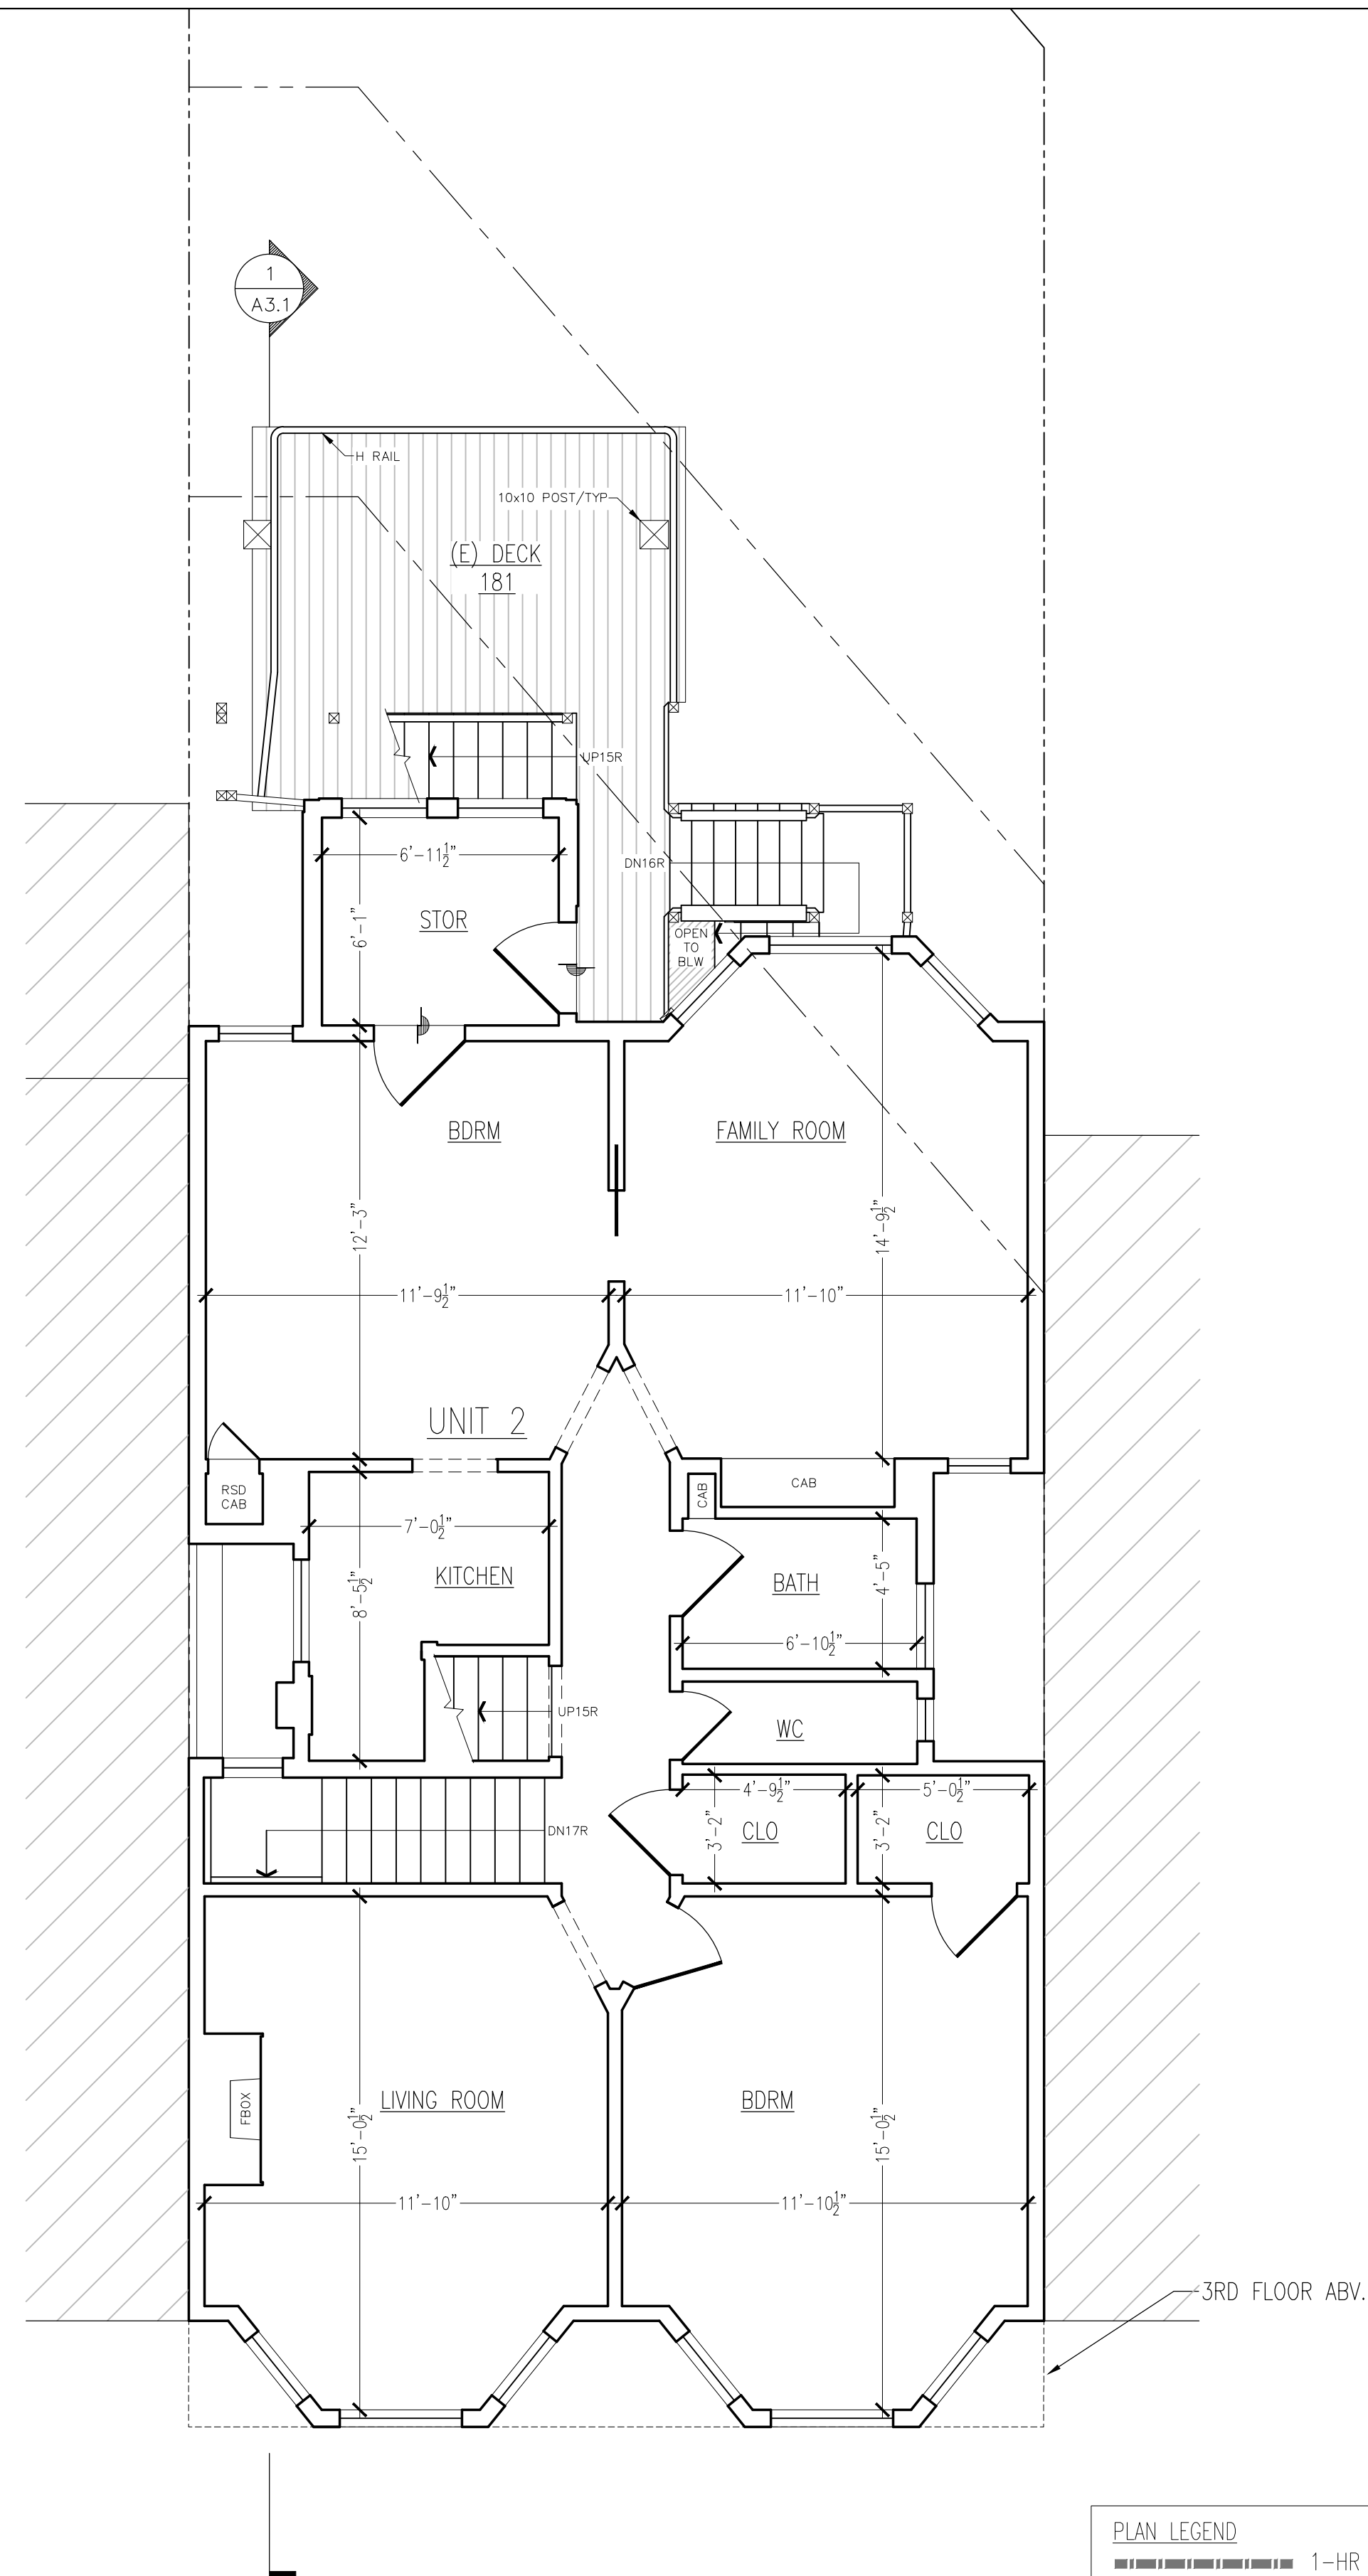 1
A3.1
H RAIL
10x10 POST/TYP
(E) DECK
181
UP15R
6'-11½"
DN16R
6'-1"
STOR
OPEN
TO
BLW
BDRM
FAMILY ROOM
12'-3"
14'-9½"
11'-9½"
11'-10"
UNIT 2
RSD
CAB
CAB
CAB
7'-0½"
KITCHEN
BATH
8'-5½"
4'-5"
6'-10½"
UP15R
WC
4'-9½"
5'-0½"
3'-2"
CLO
3'-2"
CLO
DN17R
LIVING ROOM
BDRM
FBOX
15'-0½"
15'-0½"
11'-10"
11'-10½"
3RD FLOOR ABV.
PLAN LEGEND
1-HR